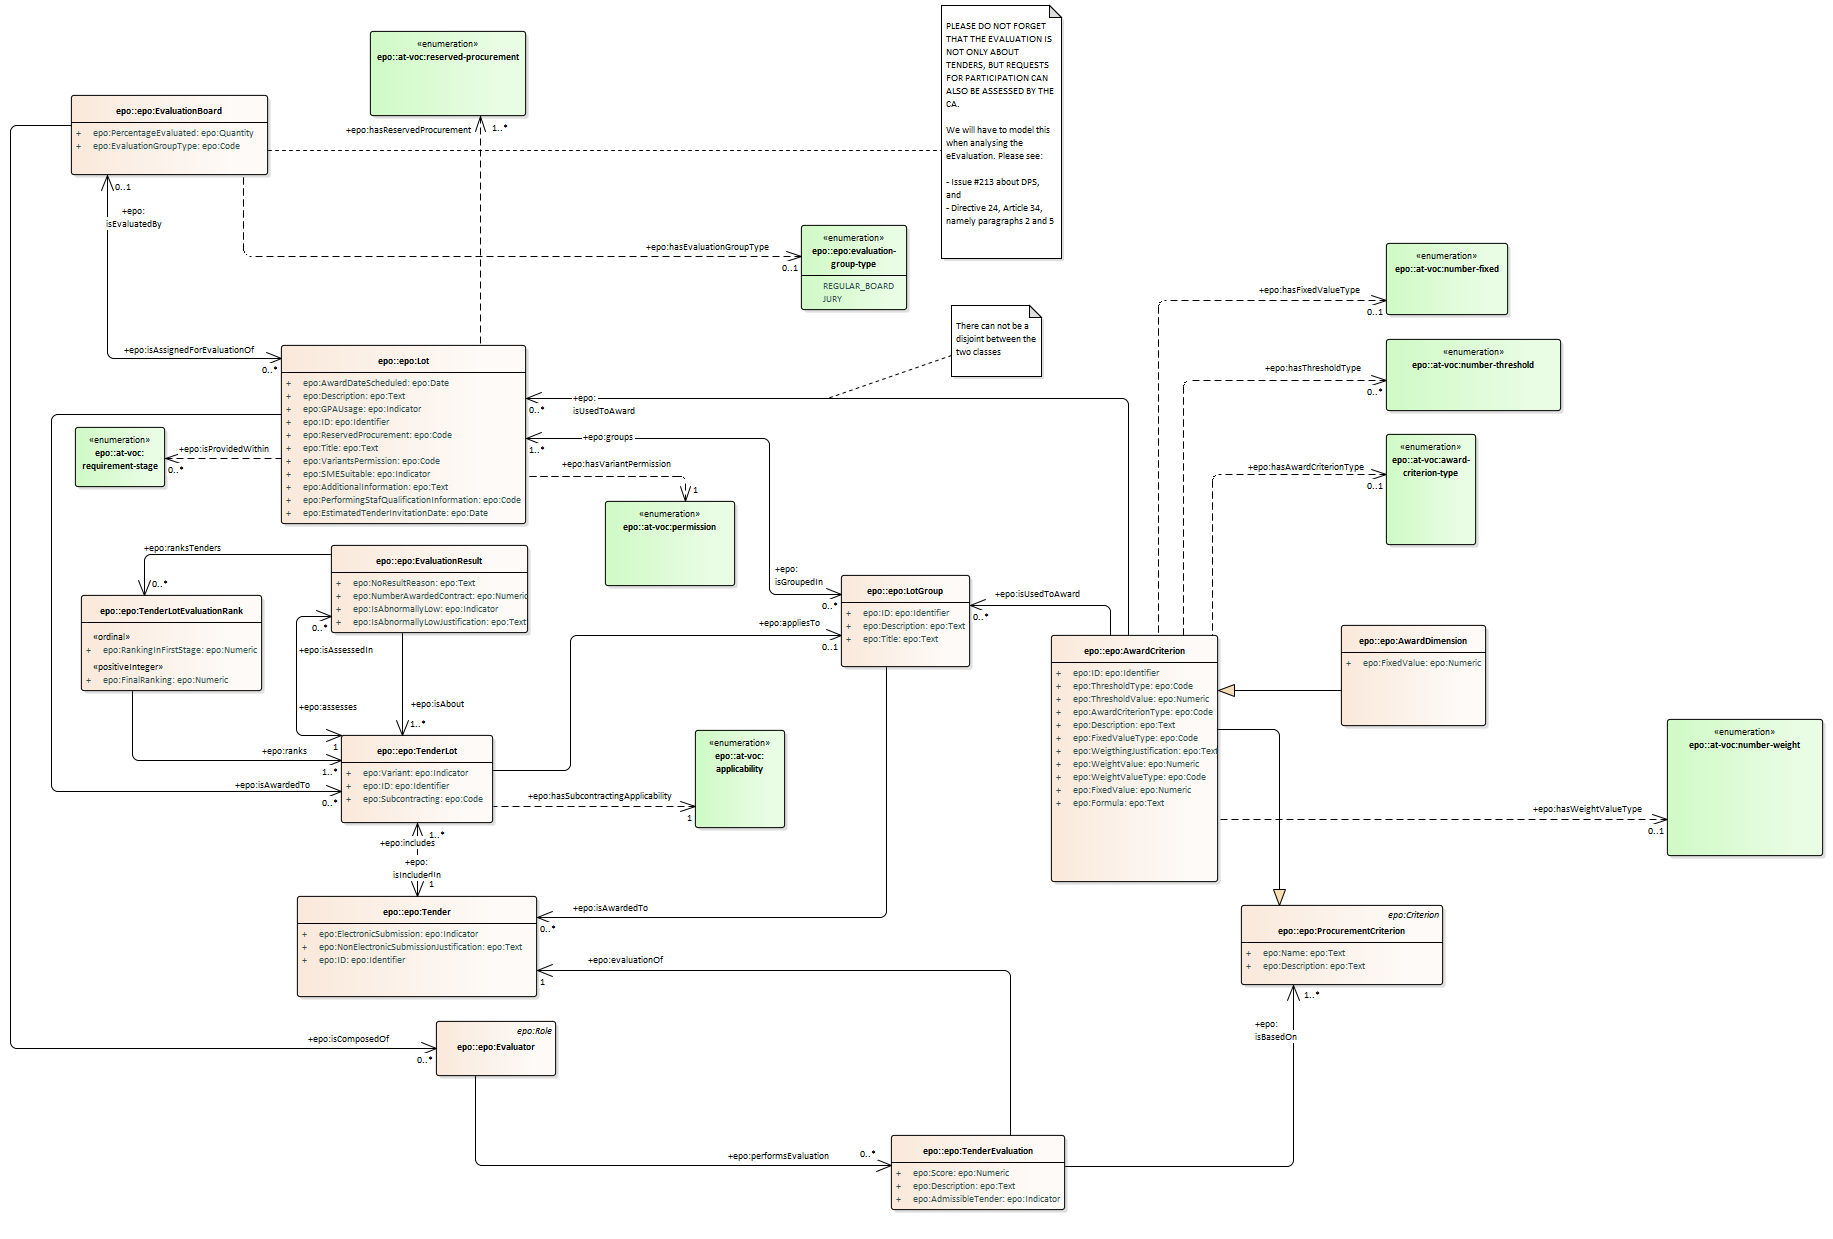 PLEASE DO NOT FORGET
THAT THE EVALUATION IS
NOT ONLY ABOUT
TENDERS, BUT REQUESTS
FOR PARTICIPATION CAN
ALSO BE ASSESSED BY THE
CA.
We will have to model this
when analysing the
eEvaluation. Please see:
- Issue #213 about DPS,
and
- Directive 24, Article 34,
namely paragraphs 2 and 5
«enumeration»
epo::at-voc:reserved-procurement
+epo:hasReservedProcurement
1..*
epo::epo:EvaluationBoard
+ epo:PercentageEvaluated: epo:Quantity
+ epo:EvaluationGroupType: epo:Code
0..1
+epo:
isEvaluatedBy
+epo:hasEvaluationGroupType
0..1
«enumeration»
epo::epo:evaluation-
group-type
REGULAR_BOARD
JURY
«enumeration»
epo::at-voc:number-fixed
+epo:hasFixedValueType
0..1
There can not be a
disjoint between the
two classes
«enumeration»
epo::at-voc:number-threshold
+epo:hasThresholdType
0..*
+epo:isAssignedForEvaluationOf
0..*
epo::epo:Lot
+ epo:AwardDateScheduled: epo:Date
+ epo:Description: epo:Text
+ epo:GPAUsage: epo:Indicator
+ epo:ID: epo:Identifier
+ epo:ReservedProcurement: epo:Code
+ epo:Title: epo:Text
+ epo:VariantsPermission: epo:Code
+ epo:SMESuitable: epo:Indicator
+ epo:AdditionalInformation: epo:Text
+ epo:PerformingStafQualificationInformation: epo:Code
+ epo:EstimatedTenderInvitationDate: epo:Date
+epo:
isUsedToAward
0..*
+epo:groups
1..*
+epo:hasVariantPermission
1
«enumeration»
epo::at-voc:permission
«enumeration»
epo::at-voc:
requirement-stage
+epo:isProvidedWithin
0..*
«enumeration»
epo::at-voc:award-
criterion-type
+epo:hasAwardCriterionType
0..1
+epo:ranksTenders
0..*
epo::epo:EvaluationResult
+ epo:NoResultReason: epo:Text
+ epo:NumberAwardedContract: epo:Numeric
+ epo:IsAbnormallyLow: epo:Indicator
+ epo:IsAbnormallyLowJustification: epo:Text
epo::epo:TenderLotEvaluationRank
«ordinal»
+ epo:RankingInFirstStage: epo:Numeric
«positiveInteger»
+ epo:FinalRanking: epo:Numeric
0..*
+epo:isAssessedIn
+epo:assesses
1
+epo:isAbout
1..*
+epo:
isGroupedIn
0..*
epo::epo:LotGroup
+ epo:ID: epo:Identifier
+ epo:Description: epo:Text
+ epo:Title: epo:Text
+epo:isUsedToAward
0..*
+epo:appliesTo
0..1
epo::epo:AwardCriterion
+ epo:ID: epo:Identifier
+ epo:ThresholdType: epo:Code
+ epo:ThresholdValue: epo:Numeric
+ epo:AwardCriterionType: epo:Code
+ epo:Description: epo:Text
+ epo:FixedValueType: epo:Code
+ epo:WeigthingJustification: epo:Text
+ epo:WeightValue: epo:Numeric
+ epo:WeightValueType: epo:Code
+ epo:FixedValue: epo:Numeric
+ epo:Formula: epo:Text
epo::epo:AwardDimension
+ epo:FixedValue: epo:Numeric
«enumeration»
epo::at-voc:number-weight
+epo:hasWeightValueType
0..1
+epo:ranks
1..*
+epo:isAwardedTo
0..*
epo::epo:TenderLot
+ epo:Variant: epo:Indicator
+ epo:ID: epo:Identifier
+ epo:Subcontracting: epo:Code
+epo:hasSubcontractingApplicability
1
«enumeration»
epo::at-voc:
applicability
1..*
+epo:includes
+epo:
isIncludedIn
1
epo::epo:Tender
+ epo:ElectronicSubmission: epo:Indicator
+ epo:NonElectronicSubmissionJustification: epo:Text
+ epo:ID: epo:Identifier
+epo:isAwardedTo
0..*
+epo:evaluationOf
1
epo:Criterion
epo::epo:ProcurementCriterion
+ epo:Name: epo:Text
+ epo:Description: epo:Text
1..*
+epo:
isBasedOn
+epo:isComposedOf
0..*
epo:Role
epo::epo:Evaluator
+epo:performsEvaluation
0..*
epo::epo:TenderEvaluation
+ epo:Score: epo:Numeric
+ epo:Description: epo:Text
+ epo:AdmissibleTender: epo:Indicator